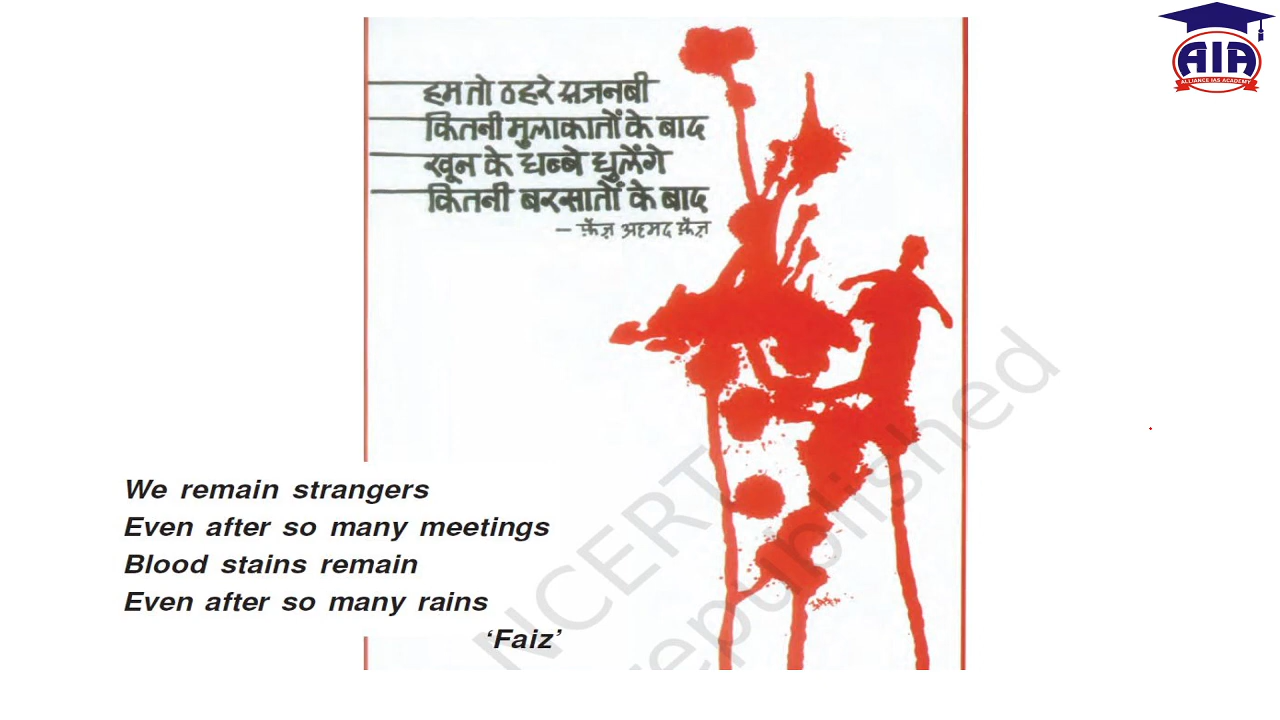 हम तो ठहरे अजनबी
कितनी मुलाकातों के बाद
खून के धब्बे धुलेंगे
कितनी बरसातों के बाद
– फ़ैज़ अहमद फ़ैज़
We remain strangers
Even after so many meetings
Blood stains remain
Even after so many rains
‘Faiz’
AIA
ALLIANCE IAS ACADEMY
NCERT
republished